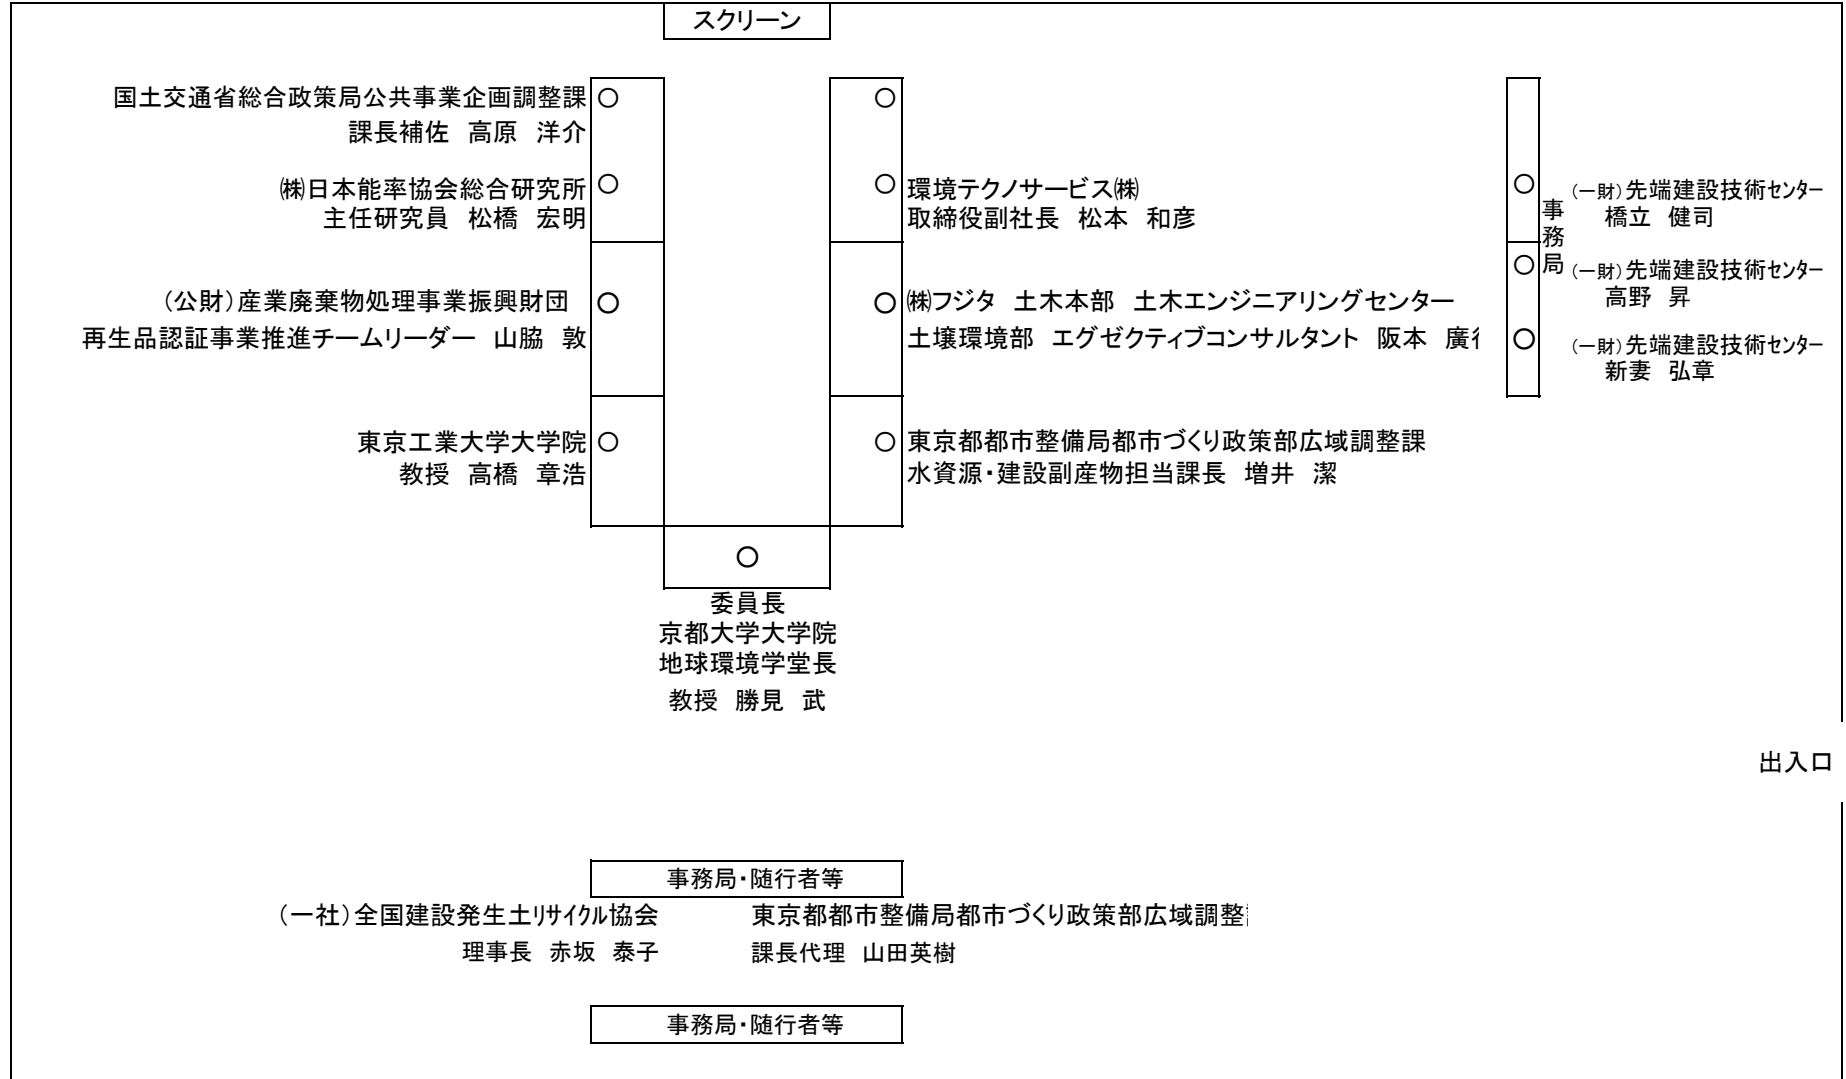 スクリーン
国土交通省総合政策局公共事業企画調整課
課長補佐 高原 洋介
㈱日本能率協会総合研究所
主任研究員 松橋 宏明
(公財)産業廃棄物処理事業振興財団
再生品認証事業推進チームリーダー 山脇 敦
東京工業大学大学院
教授 高橋 章浩
環境テクノサービス㈱
取締役副社長 松本 和彦
㈱フジタ 土木本部 土木エンジニアリングセンター
土壌環境部 エグゼクティブコンサルタント 阪本 廣
東京都都市整備局都市づくり政策部広域調整課
水資源・建設副産物担当課長 増井 潔
事務局
(一財)先端建設技術センター
橋立 健司
(一財)先端建設技術センター
高野 昇
(一財)先端建設技術センター
新妻 弘章
委員長
京都大学大学院
地球環境学堂長
教授 勝見 武
出入口
事務局・随行者等
(一社)全国建設発生土リサイクル協会
理事長 赤坂 泰子
東京都都市整備局都市づくり政策部広域調整
課長代理 山田英樹
事務局・随行者等